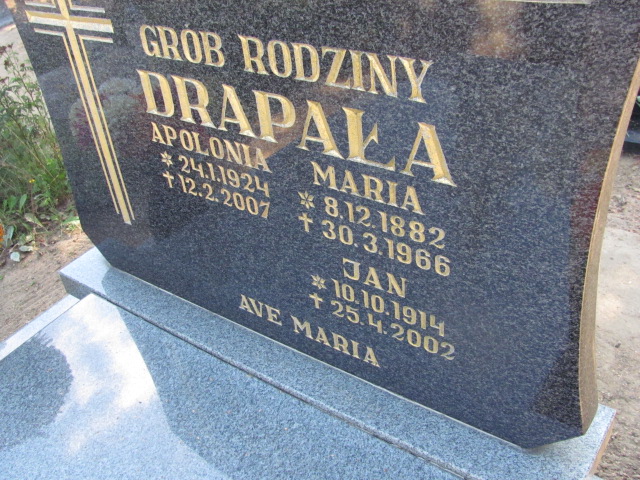 GRÓB RODZINY
DRAPAŁA
APOLONIA
* 24.1.1924
† 12.2.2007
MARIA
* 8.12.1882
† 30.3.1966
JAN
* 10.10.1914
† 25.4.2002
AVE MARIA